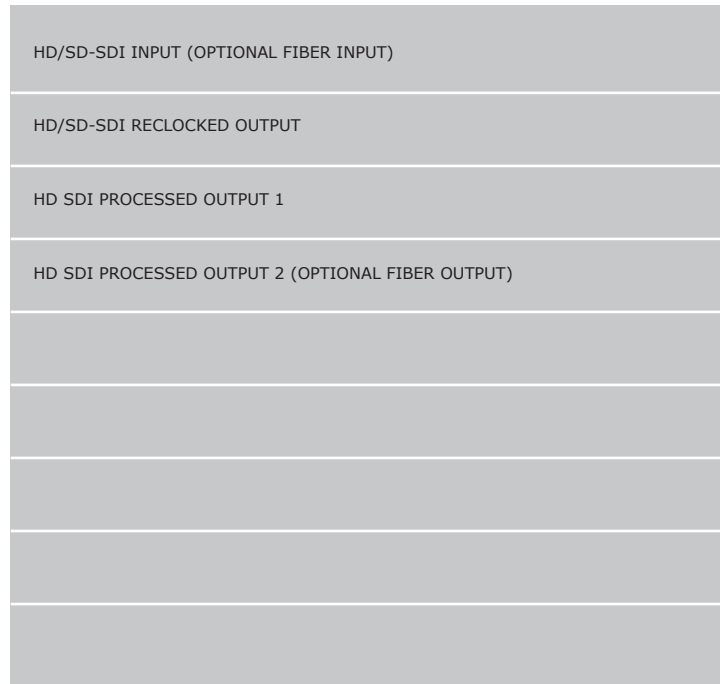 HD/SD-SDI INPUT (OPTIONAL FIBER INPUT)
HD/SD-SDI RECLOCKED OUTPUT
HD SDI PROCESSED OUTPUT 1
HD SDI PROCESSED OUTPUT 2 (OPTIONAL FIBER OUTPUT)